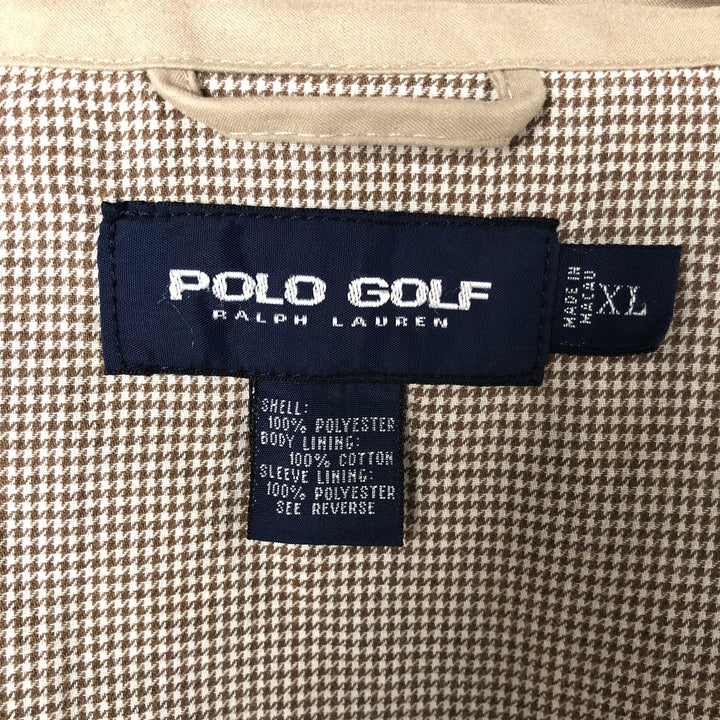 POLO GOLF
RALPH LAUREN
MADE IN
MACAU
XL
SHELL:
100% POLYESTER
BODY LINING:
100% COTTON
SLEEVE LINING:
100% POLYESTER
SEE REVERSE